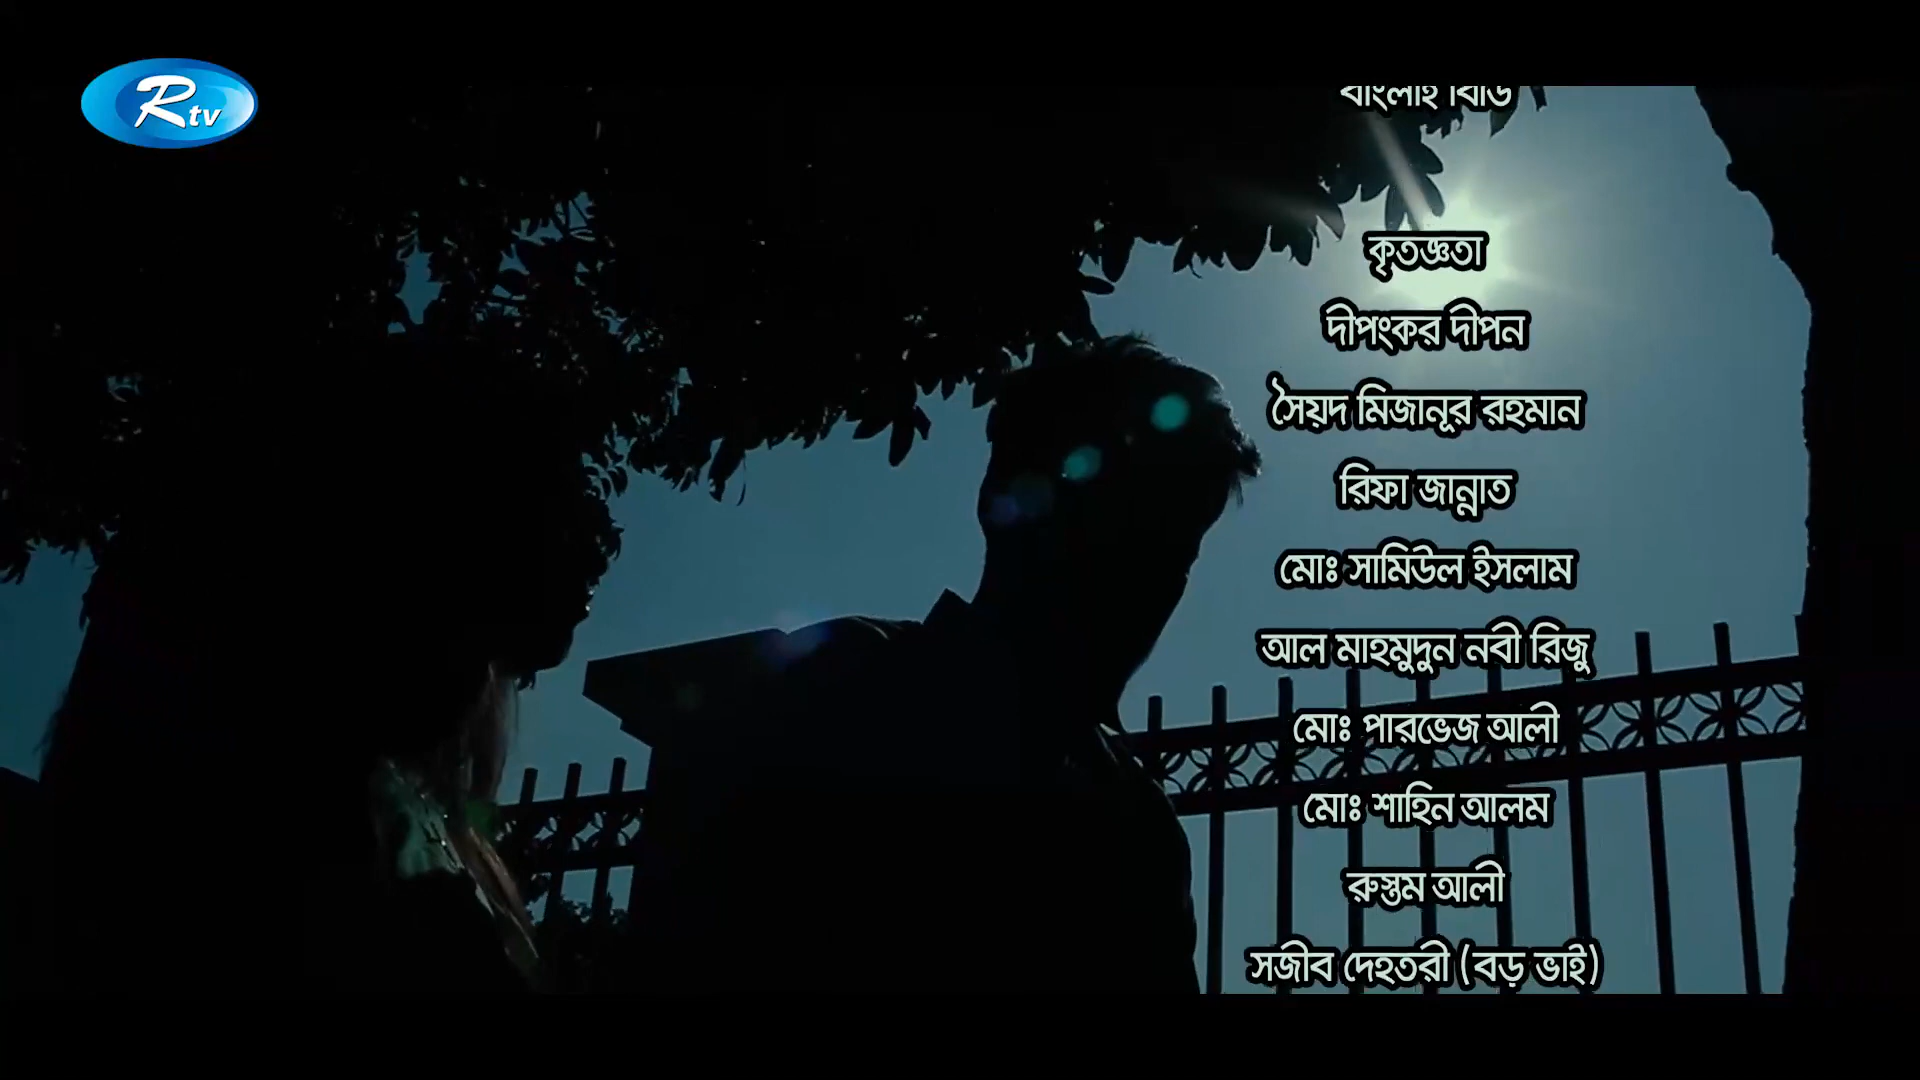 Rtv
বাংলাই বিডি
কৃতজ্ঞতা
দীপংকর দীপন
সৈয়দ মিজানূর রহমান
রিফা জান্নাত
মোঃ সামিউল ইসলাম
আল মাহমুদুন নবী রিজু
মোঃ পারভেজ আলী
মোঃ শাহিন আলম
রুস্তম আলী
সজীব দেহতরী (বড় ভাই)